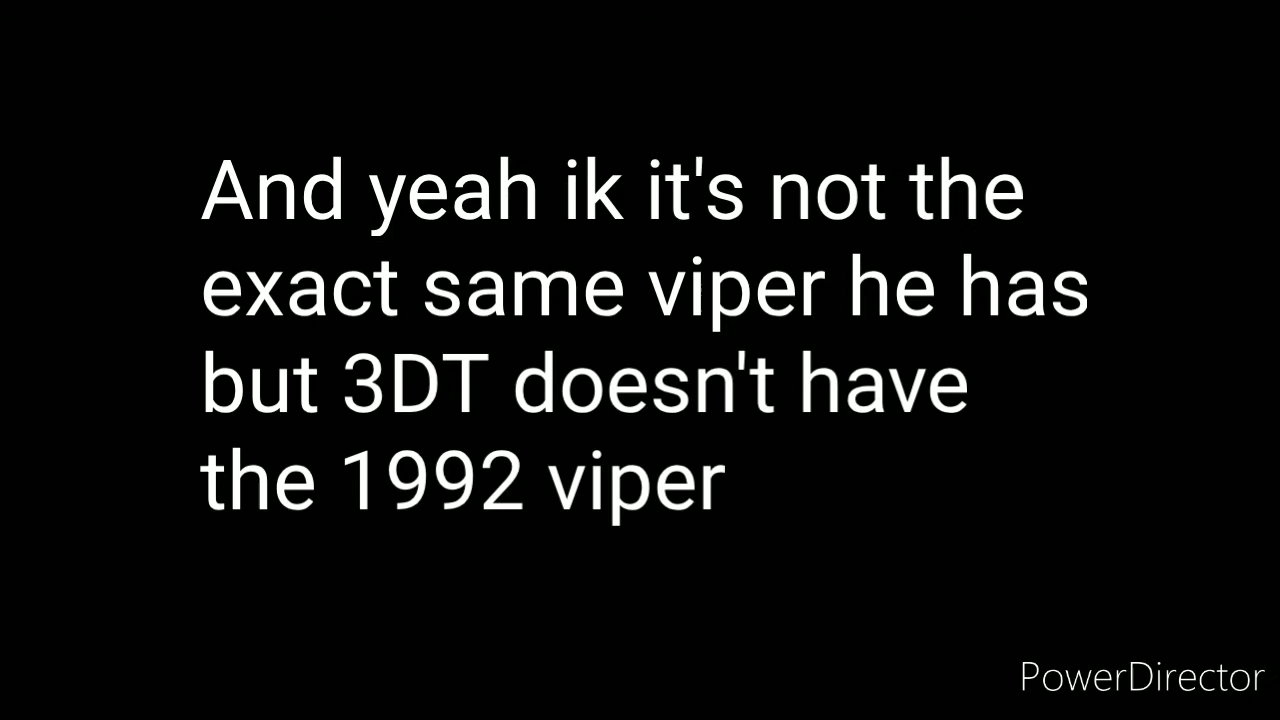 And yeah ik it's not the
exact same viper he has
but 3DT doesn't have
the 1992 viper
PowerDirector